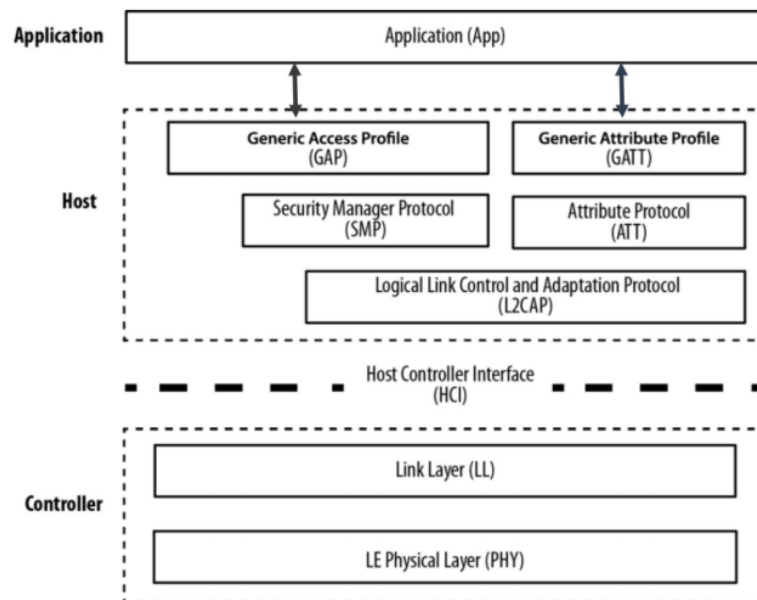 Application
Application (App)
Generic Access Profile
(GAP)
Generic Attribute Profile
(GATT)
Host
Security Manager Protocol
(SMP)
Attribute Protocol
(ATT)
Logical Link Control and Adaptation Protocol
(L2CAP)
Host Controller Interface
(HCI)
Link Layer (LL)
Controller
LE Physical Layer (PHY)